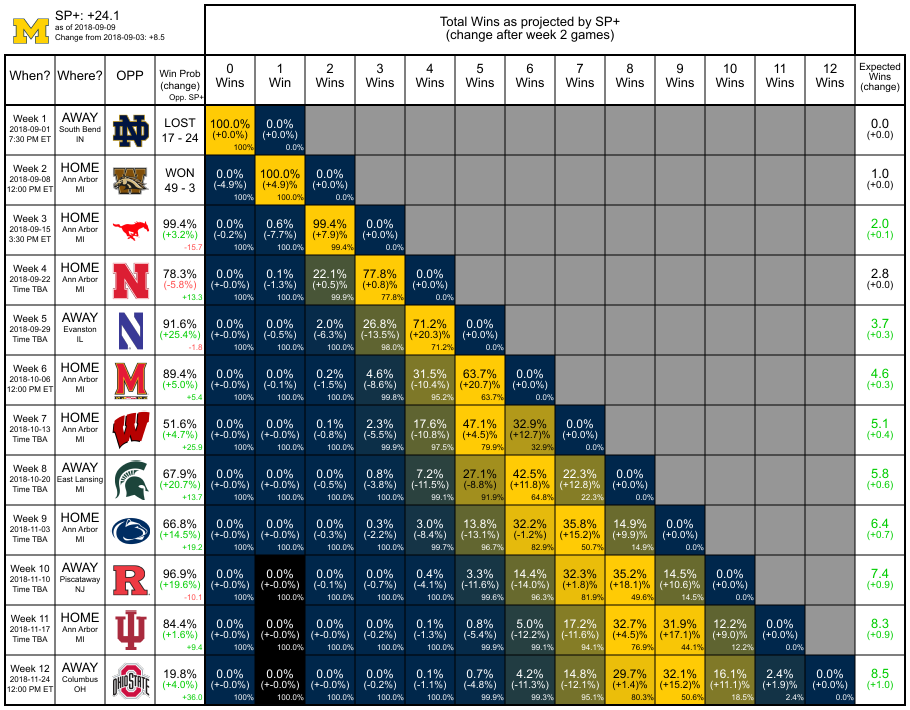 SP+: +24.1
as of 2018-09-09
Change from 2018-09-03: +8.5
Total Wins as projected by SP+
(change after week 2 games)
When? Where? OPP Win Prob (change) Opp. SP+ 0 Wins 1 Win 2 Wins 3 Wins 4 Wins 5 Wins 6 Wins 7 Wins 8 Wins 9 Wins 10 Wins 11 Wins 12 Wins Expected Wins (change)
Week 1 AWAY LOST 100.0% 0.0% 0.0
2018-09-01 South Bend 17 - 24 (+0.0%) (+0.0%) (+0.0)
7:30 PM ET IN 100% 0.0%
Week 2 HOME WON 0.0% 100.0% 0.0% 1.0
2018-09-08 Ann Arbor 49 - 3 (-4.9%) (+4.9)% (+0.0%) (+0.0)
12:00 PM ET MI 100% 100.0% 0.0%
Week 3 HOME 99.4% 0.0% 0.6% 99.4% 0.0% 2.0
2018-09-15 Ann Arbor (+3.2%) (-0.2%) (-7.7%) (+7.9)% (+0.0%) (+0.1)
3:30 PM ET MI -15.7 100% 100.0% 99.4% 0.0%
Week 4 HOME 78.3% 0.0% 0.1% 22.1% 77.8% 0.0% 2.8
2018-09-22 Ann Arbor (-5.8%) (+-0.0%) (-1.3%) (+0.5)% (+0.8)% (+0.0%) (+0.0)
Time TBA MI +13.3 100% 100.0% 99.9% 77.8% 0.0%
Week 5 AWAY N 91.6% 0.0% 0.0% 2.0% 26.8% 71.2% 0.0% 3.7
2018-09-29 Evanston (+25.4%) (+-0.0%) (-0.5%) (-6.3%) (-13.5%) (+20.3)% (+0.0%) (+0.3)
Time TBA IL -1.8 100% 100.0% 100.0% 98.0% 71.2% 0.0%
Week 6 HOME 89.4% 0.0% 0.0% 0.2% 4.6% 31.5% 63.7% 0.0% 4.6
2018-10-06 Ann Arbor (+5.0%) (+-0.0%) (-0.1%) (-1.5%) (-8.6%) (-10.4%) (+20.7)% (+0.0%) (+0.3)
12:00 PM ET MI +5.4 100% 100.0% 100.0% 99.8% 95.2% 63.7% 0.0%
Week 7 HOME 51.6% 0.0% 0.0% 0.1% 2.3% 17.6% 47.1% 32.9% 0.0% 5.1
2018-10-13 Ann Arbor (+4.7%) (+-0.0%) (+-0.0%) (-0.8%) (-5.5%) (-10.8%) (+4.5)% (+12.7%) (+0.0%) (+0.4)
Time TBA MI +25.9 100% 100.0% 100.0% 99.9% 97.5% 79.9% 32.9% 0.0%
Week 8 AWAY 67.9% 0.0% 0.0% 0.0% 0.8% 7.2% 27.1% 42.5% 22.3% 0.0% 5.8
2018-10-20 East Lansing (+20.7%) (+-0.0%) (+-0.0%) (-0.5%) (-3.8%) (-11.5%) (-8.8%) (+11.8)% (+12.8)% (+0.0%) (+0.6)
Time TBA MI +13.7 100% 100.0% 100.0% 100.0% 99.1% 91.9% 64.8% 22.3% 0.0%
Week 9 HOME 66.8% 0.0% 0.0% 0.0% 0.2% 3.0% 13.8% 32.2% 35.8% 14.9% 0.0% 6.4
2018-11-03 Ann Arbor (+14.5%) (+-0.0%) (+-0.0%) (-0.3%) (-2.2%) (-8.4%) (-13.1%) (-1.2%) (+15.2)% (+9.9)% (+0.0%) (+0.7)
Time TBA MI +19.2 100% 100.0% 100.0% 100.0% 99.7% 96.7% 82.9% 50.7% 14.9% 0.0%
Week 10 AWAY R 96.9% 0.0% 0.0% 0.0% 0.0% 0.4% 3.3% 14.4% 32.3% 35.2% 14.5% 0.0% 7.4
2018-11-10 Piscataway (+19.6%) (+-0.0%) (+-0.0%) (-0.1%) (-0.7%) (-4.1%) (-11.6%) (-14.0%) (+1.8)% (+18.1)% (+10.6)% (+0.0%) (+0.9)
Time TBA NJ -10.1 100% 100.0% 100.0% 100.0% 100.0% 99.6% 96.3% 81.9% 49.6% 14.5% 0.0%
Week 11 HOME 84.4% 0.0% 0.0% 0.0% 0.0% 0.1% 0.8% 5.0% 17.2% 32.7% 31.9% 12.2% 0.0% 8.3
2018-11-17 Ann Arbor (+1.6%) (+-0.0%) (+-0.0%) (+-0.0%) (-0.2%) (-1.3%) (-5.4%) (-12.2%) (-11.6%) (+4.5)% (+17.1)% (+9.0)% (+0.0%) (+0.9)
Time TBA MI +9.4 100% 100.0% 100.0% 100.0% 100.0% 99.9% 99.1% 94.1% 76.9% 44.1% 12.2% 0.0%
Week 12 AWAY OHIO STATE 19.8% 0.0% 0.0% 0.0% 0.0% 0.1% 0.7% 4.2% 14.8% 29.7% 32.1% 16.1% 2.4% 0.0% 8.5
2018-11-24 Columbus (+4.0%) (+-0.0%) (+-0.0%) (+-0.0%) (-0.2%) (-1.1%) (-4.8%) (-11.3%) (-12.1%) (+1.4)% (+15.2)% (+11.1)% (+1.9)% (+0.0%) (+1.0)
12:00 PM ET OH +36.0 100% 100.0% 100.0% 100.0% 100.0% 99.9% 99.3% 95.1% 80.3% 50.6% 18.5% 2.4% 0.0%